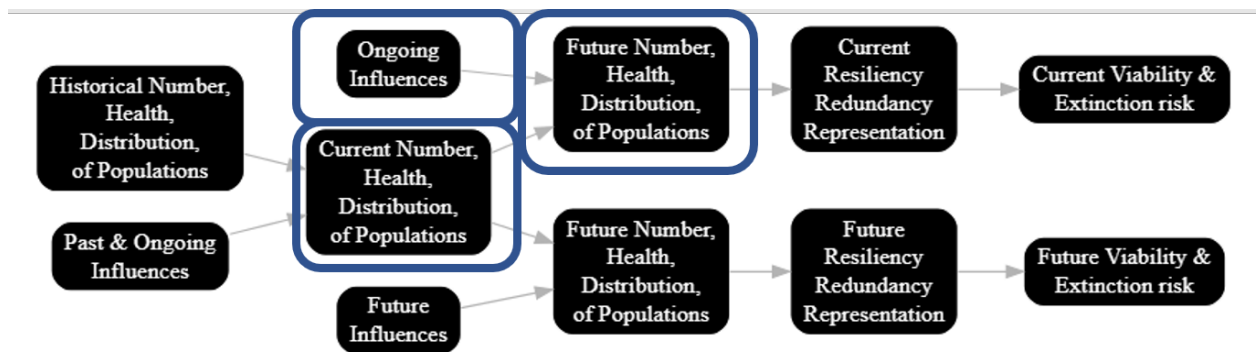 Historical Number,
Health,
Distribution,
of Populations
Past & Ongoing
Influences
Ongoing
Influences
Current Number,
Health,
Distribution,
of Populations
Future
Influences
Future Number,
Health,
Distribution,
of Populations
Future Number,
Health,
Distribution,
of Populations
Current
Resiliency
Redundancy
Representation
Future
Resiliency
Redundancy
Representation
Current Viability &
Extinction risk
Future Viability &
Extinction risk